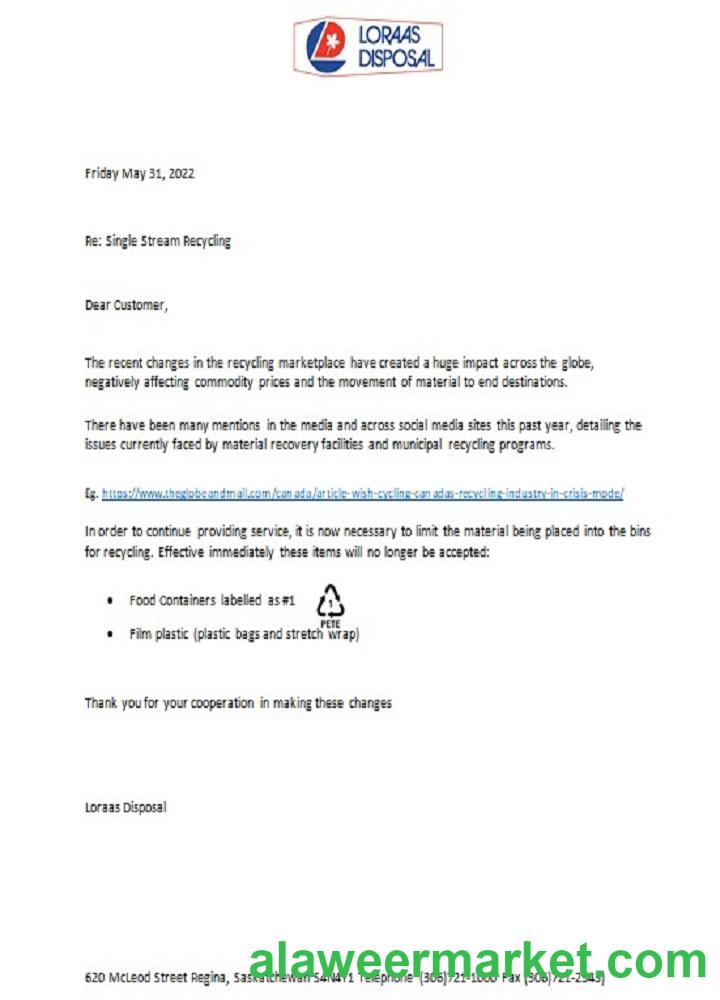 LORAAS
DISPOSAL
Friday May 31, 2022
Re: Single Stream Recycling
Dear Customer,
The recent changes in the recycling marketplace have created a huge impact across the globe,
negatively affecting commodity prices and the movement of material to end destinations.
There have been many mentions in the media and across social media sites this past year, detailing the
issues currently faced by material recovery facilities and municipal recycling programs.
Eg. https://www.theglobeandmail.com/canada/article-wish-cycling-canadas-recycling-industry-in-crisis-mode/
In order to continue providing service, it is now necessary to limit the material being placed into the bins
for recycling. Effective immediately these items will no longer be accepted:
• Food Containers labelled as #1
1
PETE
• Film plastic (plastic bags and stretch wrap)
Thank you for your cooperation in making these changes
Loraas Disposal
alaweermarket.com
620 McLeod Street Regina, Saskatchewan S4N4Y1 Telephone (306)721-1000 Fax (306)721-2543)